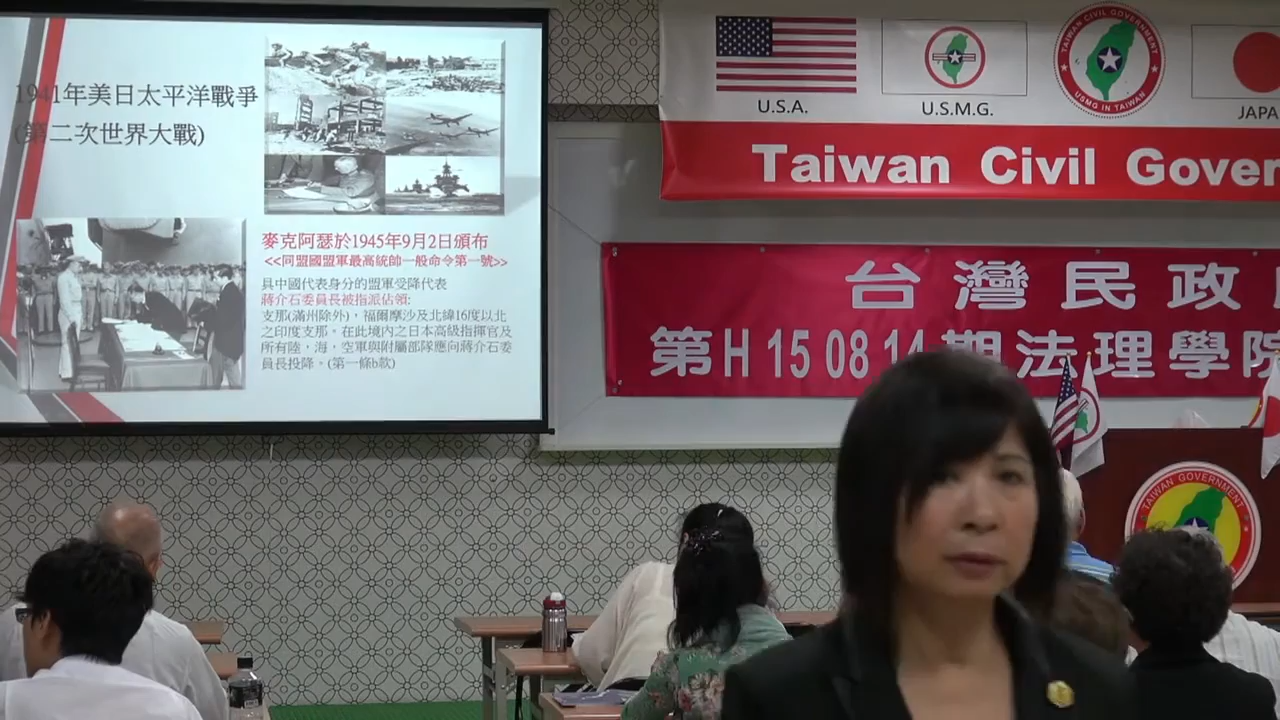 1941年美日太平洋戰爭
(第二次世界大戰)
麥克阿瑟於1945年9月2日頒布
<<同盟國盟軍最高統帥一般命令第一號>>
具中國代表身分的盟軍受降代表
蔣介石委員長被指派佔領:
支那(滿州除外)，福爾摩沙及北緯16度以北
之印度支那。在此境內之日本高級指揮官及
所有陸，海，空軍與附屬部隊應向蔣介石委
員長投降。(第一條b款)
U.S.A.
U.S.M.G.
TAIWAN CIVIL GOVERNMENT
USMG IN TAIWAN
JAPA
Taiwan Civil Gover
台灣民政
第H 15 08 14期法理學院
TAIWAN GOVERNMENT